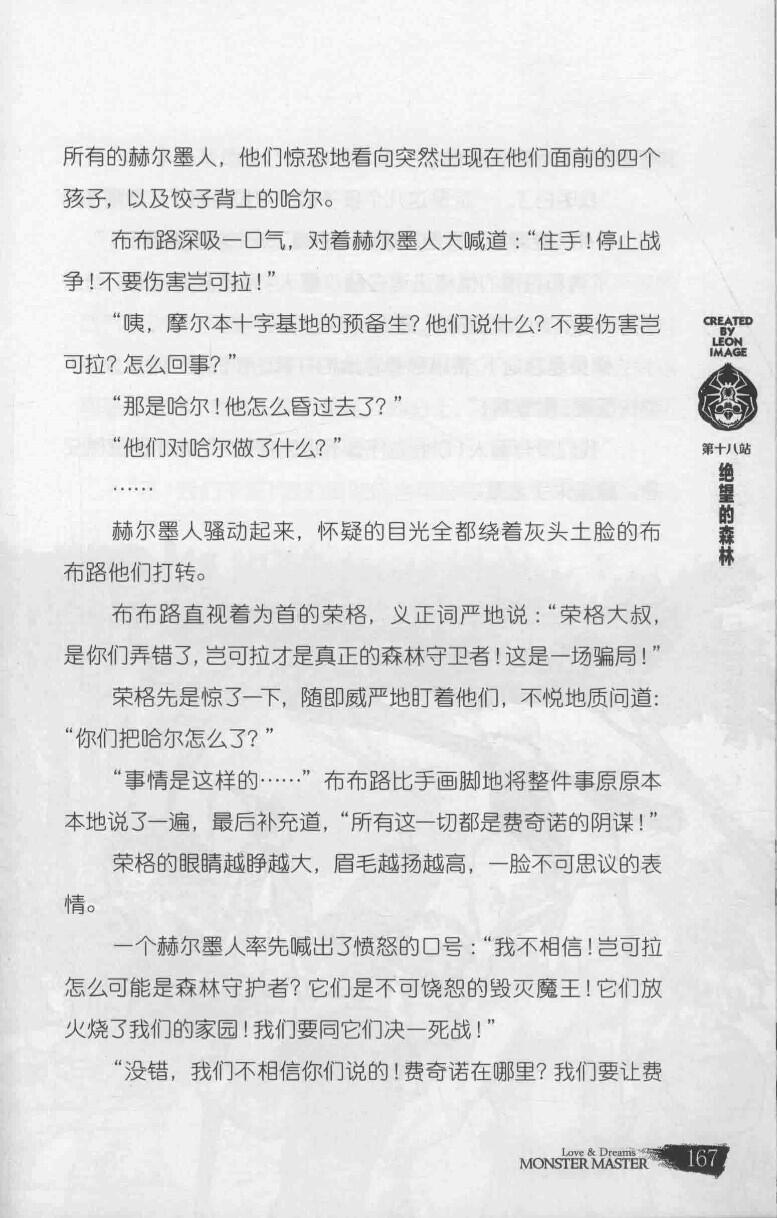 所有的赫尔墨人，他们惊恐地看向突然出现在他们面前的四个
孩子，以及饺子背上的哈尔。
布布路深吸一口气，对着赫尔墨人大喊道：“住手！停止战
争！不要伤害岂可拉！”
“咦，摩尔本十字基地的预备生？他们说什么？不要伤害岂
可拉？怎么回事？”
“那是哈尔！他怎么昏过去了？”
“他们对哈尔做了什么？”
……
赫尔墨人骚动起来，怀疑的目光全都绕着灰头土脸的布
布路他们打转。
布布路直视着为首的荣格，义正词严地说：“荣格大叔，
是你们弄错了，岂可拉才是真正的森林守卫者！这是一场骗局！”
荣格先是惊了一下，随即威严地盯着他们，不悦地质问道：
“你们把哈尔怎么了？”
“事情是这样的……”布布路比手画脚地将整件事原原本
本地说了一遍，最后补充道，“所有这一切都是费奇诺的阴谋！”
荣格的眼睛越睁越大，眉毛越扬越高，一脸不可思议的表
情。
一个赫尔墨人率先喊出了愤怒的口号：“我不相信！岂可拉
怎么可能是森林守护者？它们是不可饶恕的毁灭魔王！它们放
火烧了我们的家园！我们要同它们决一死战！”
“没错，我们不相信你们说的！费奇诺在哪里？我们要让费
CREATED
BY
LEON
IMAGE
第十八站
绝望的森林
Love & Dreams
MONSTER MASTER 167